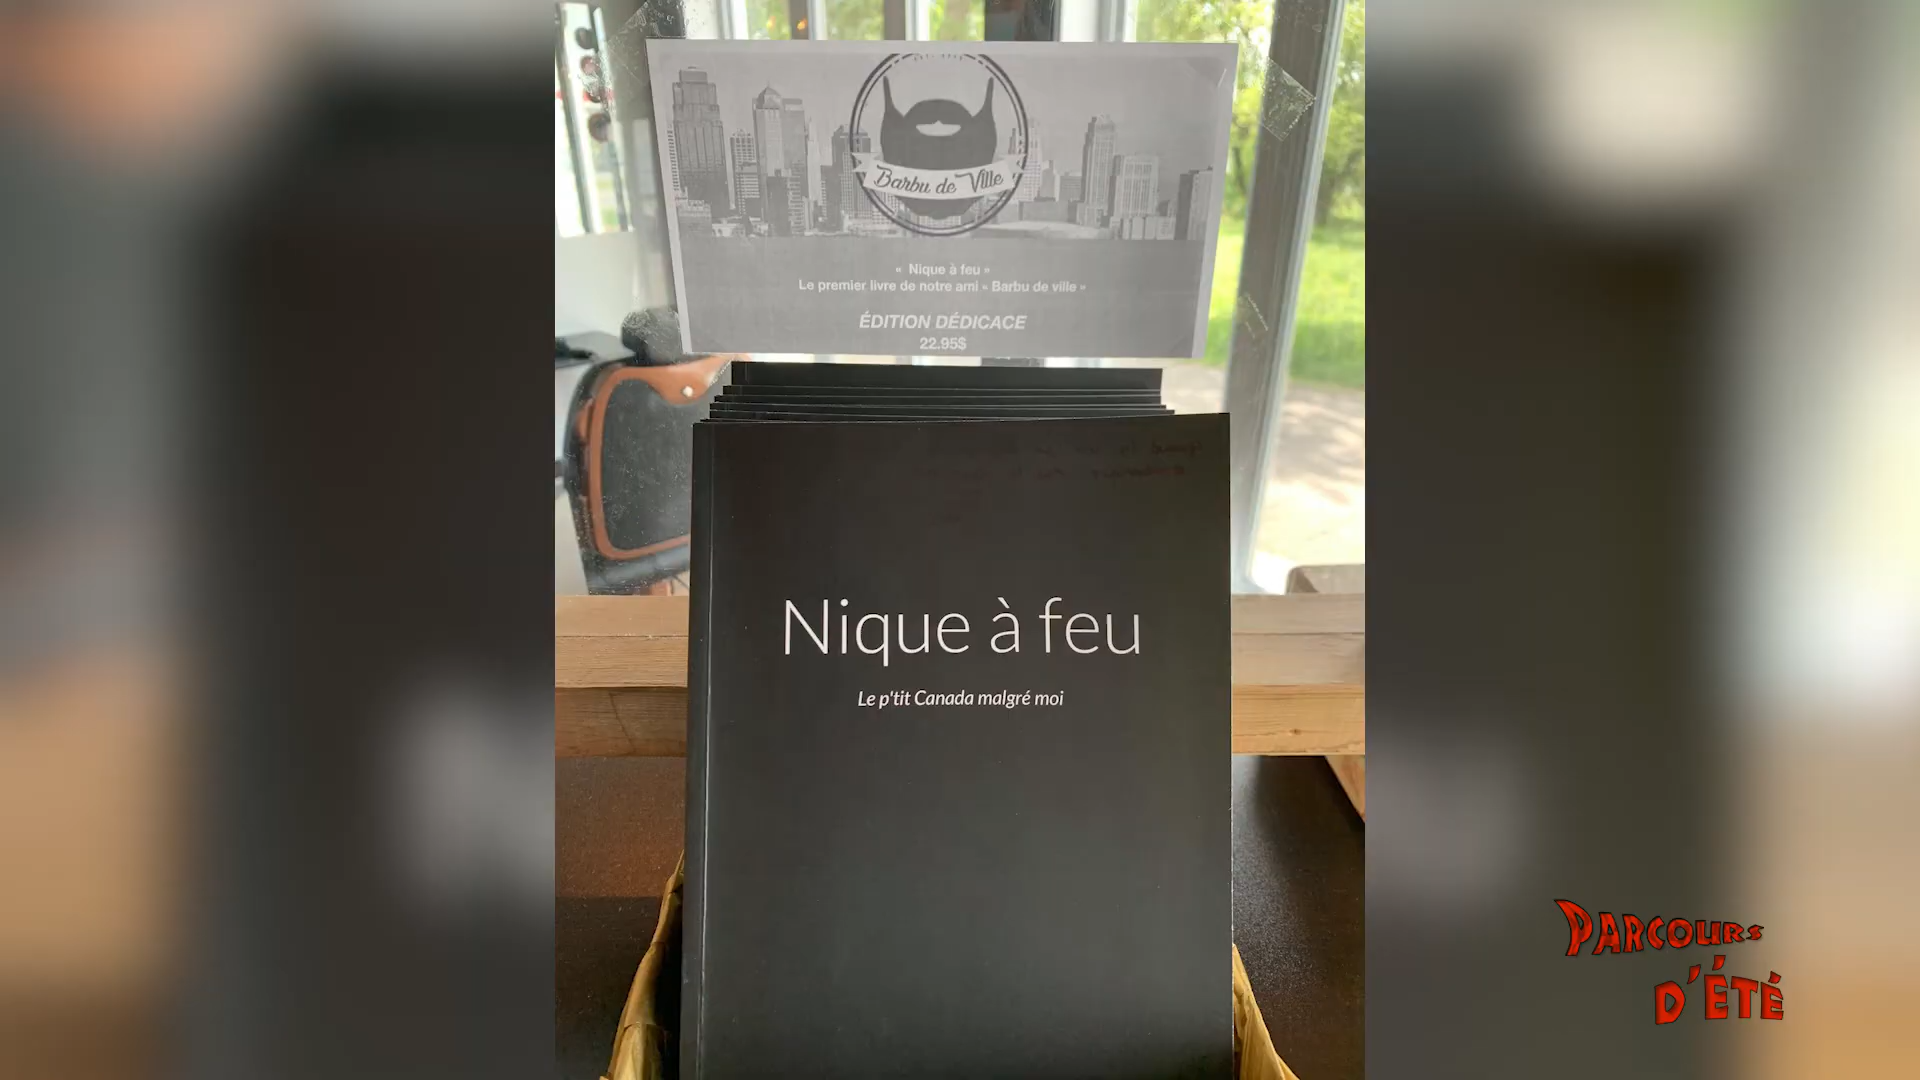 Barbu de Ville
« Nique à feu »
Le premier livre de notre ami « Barbu de ville »
ÉDITION DÉDICACE
22.95$
Nique à feu
Le p'tit Canada malgré moi
PARCOURS
D'ÉTÉ